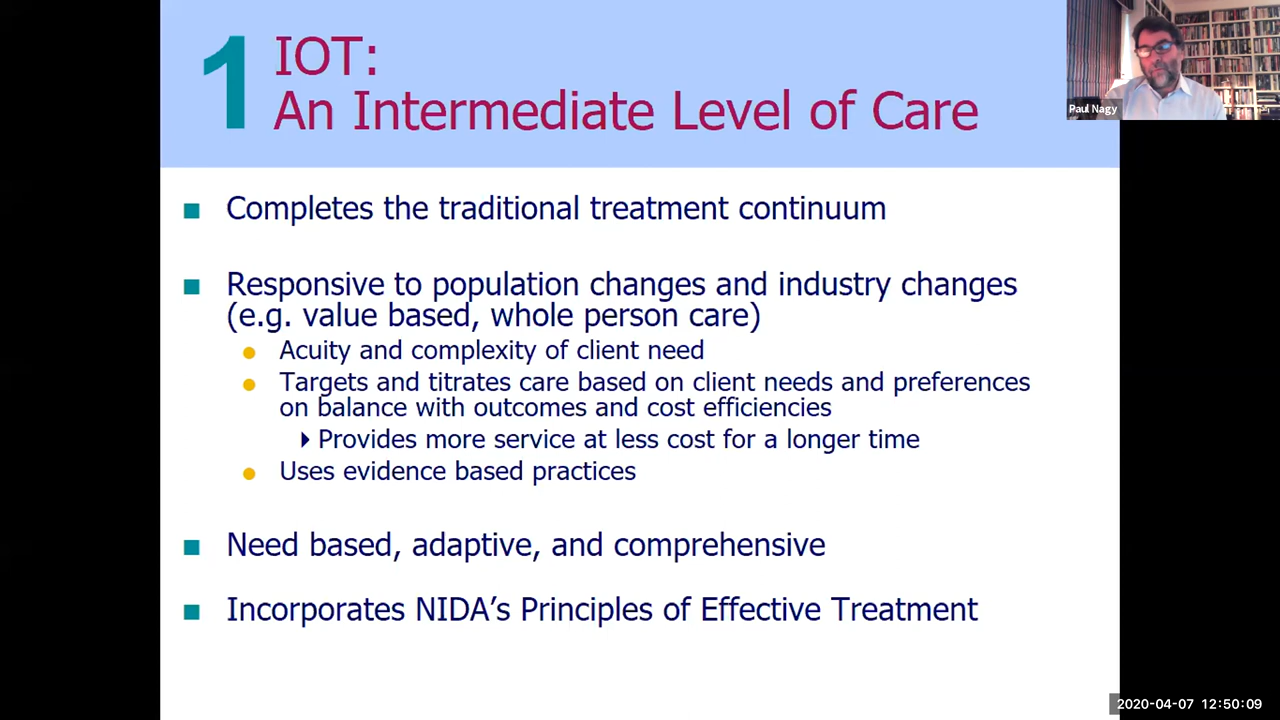 1
IOT:
An Intermediate Level of Care
Paul Nagy
Completes the traditional treatment continuum
Responsive to population changes and industry changes
(e.g. value based, whole person care)
Acuity and complexity of client need
Targets and titrates care based on client needs and preferences
on balance with outcomes and cost efficiencies
Provides more service at less cost for a longer time
Uses evidence based practices
Need based, adaptive, and comprehensive
Incorporates NIDA’s Principles of Effective Treatment
2020-04-07 12:50:09